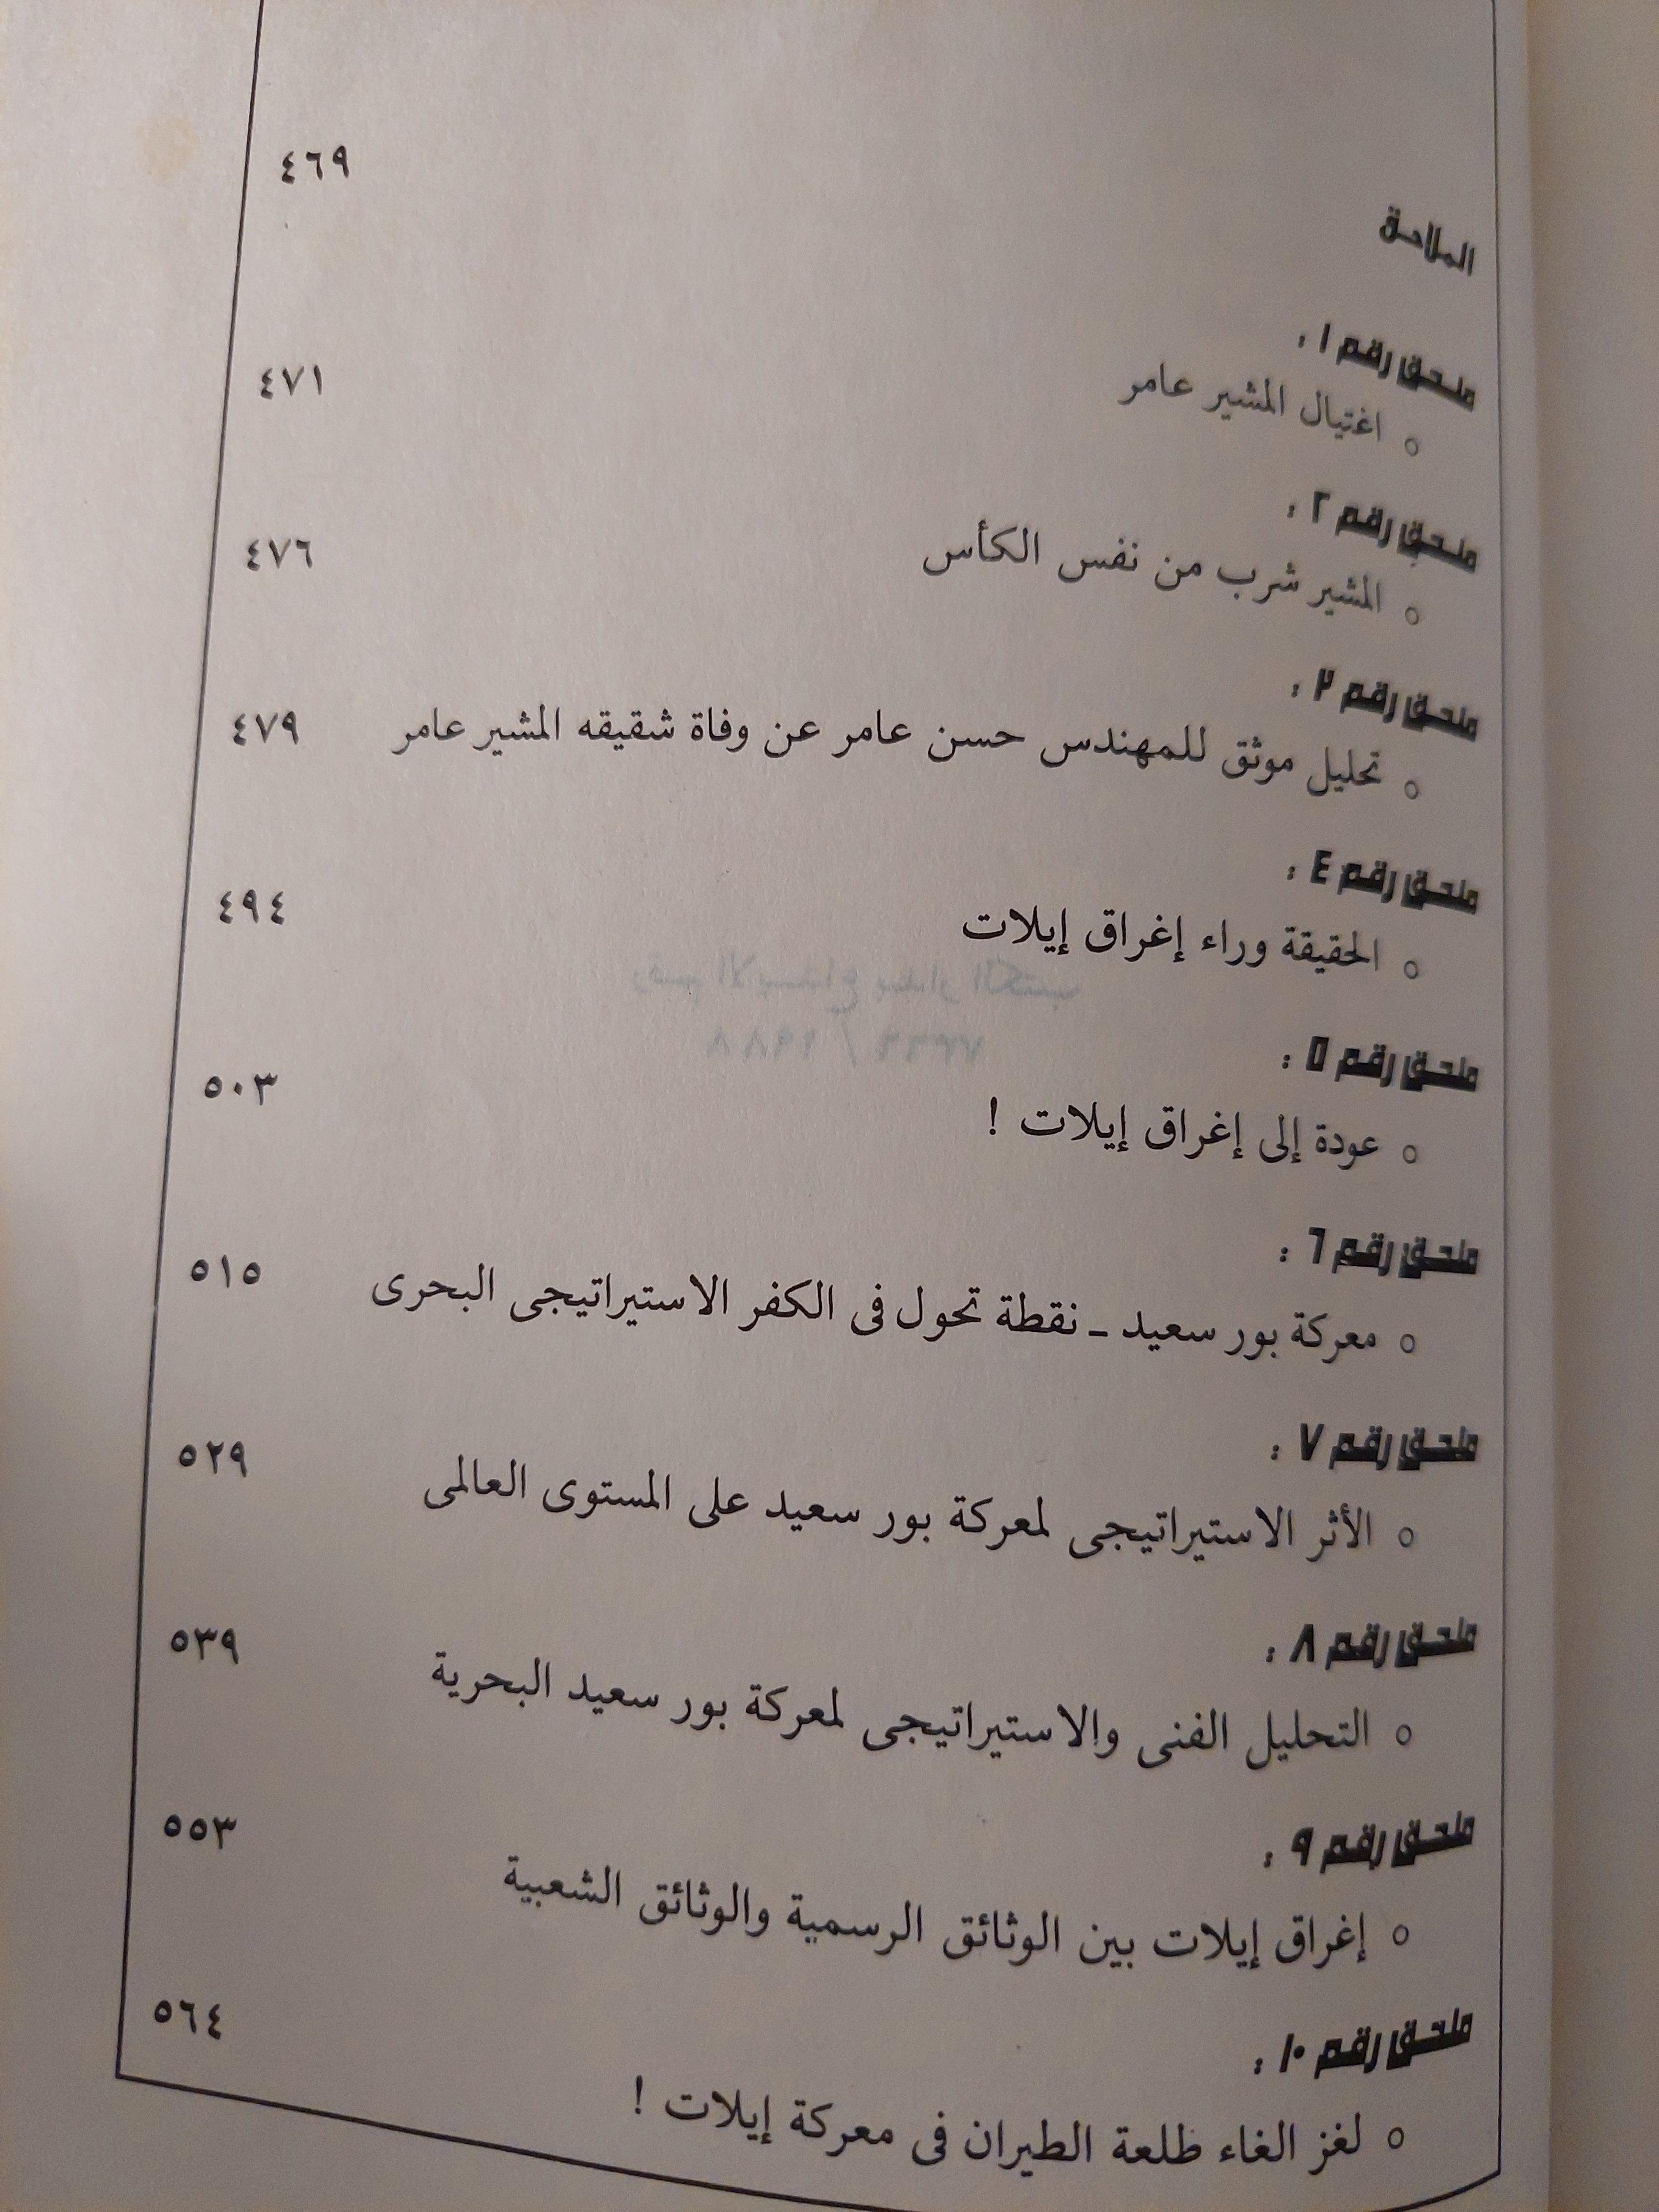 الملاحق ٤٦٩
ملحق رقم ١ :
○ اغتيال المشير عامر ٤٧١
ملحق رقم ٢ :
○ المشير شرب من نفس الكأس ٤٧٦
ملحق رقم ٣ :
○ تحليل موثق للمهندس حسن عامر عن وفاة شقيقه المشير عامر ٤٧٩
ملحق رقم ٤ :
○ الحقيقة وراء إغراق إيلات ٤٩٤
ملحق رقم ٥ :
○ عودة إلى إغراق إيلات ! ٥٠٣
ملحق رقم ٦ :
○ معركة بور سعيد ـ نقطة تحول فى الكفر الاستيراتيجى البحرى ٥١٥
ملحق رقم ٧ :
○ الأثر الاستيراتيجى لمعركة بور سعيد على المستوى العالمى ٥٢٩
ملحق رقم ٨ :
○ التحليل الفنى والاستيراتيجى لمعركة بور سعيد البحرية ٥٣٩
ملحق رقم ٩ :
○ إغراق إيلات بين الوثائق الرسمية والوثائق الشعبية ٥٥٣
ملحق رقم ١٠ :
○ لغز الغاء ظلعة الطيران فى معركة إيلات ! ٥٦٤